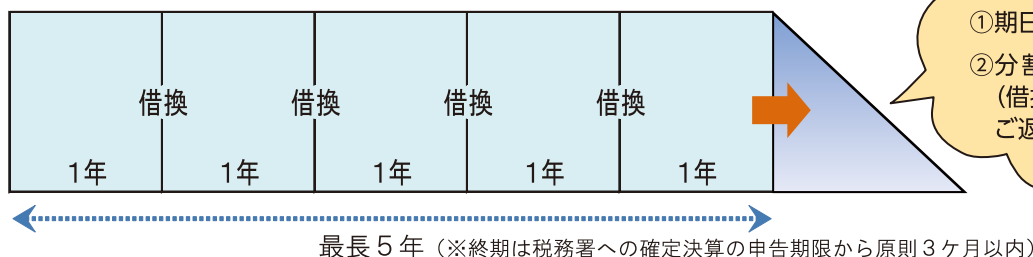 ①期日
②分割
(借換
ご返
借換 借換 借換 借換
1年 1年 1年 1年 1年
最長5年(※終期は税務署への確定決算の申告期限から原則3ケ月以内)